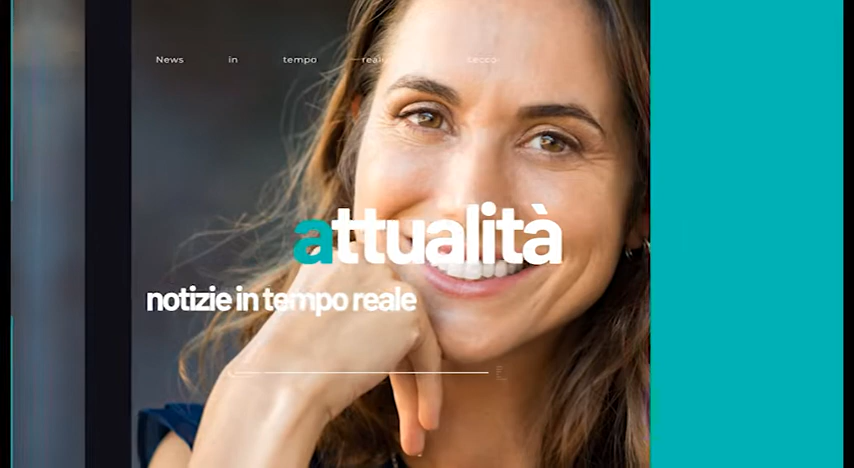 News in tempo reale
attualità
notizie in tempo reale